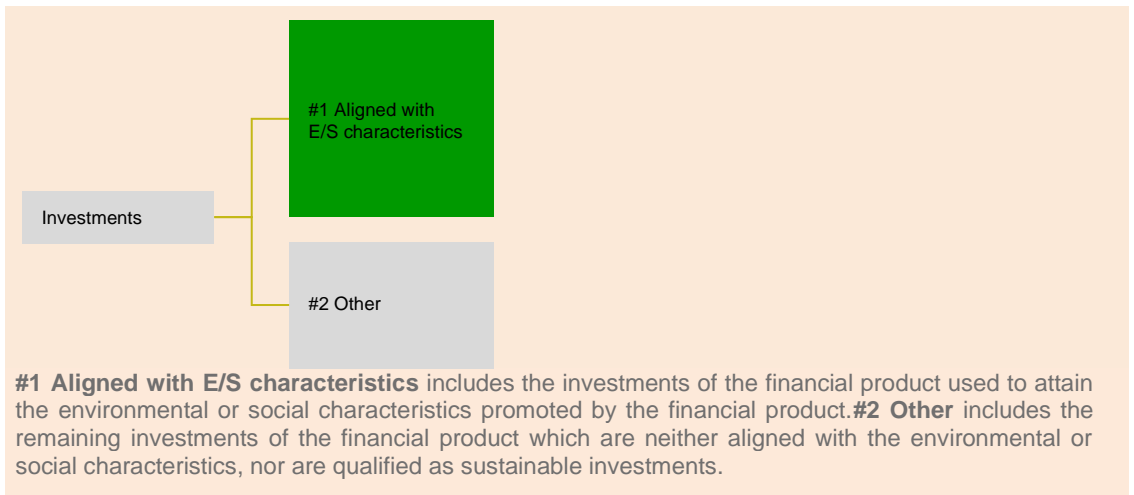 #1 Aligned with
E/S characteristics
Investments
#2 Other
#1 Aligned with E/S characteristics includes the investments of the financial product used to attain
the environmental or social characteristics promoted by the financial product.#2 Other includes the
remaining investments of the financial product which are neither aligned with the environmental or
social characteristics, nor are qualified as sustainable investments.